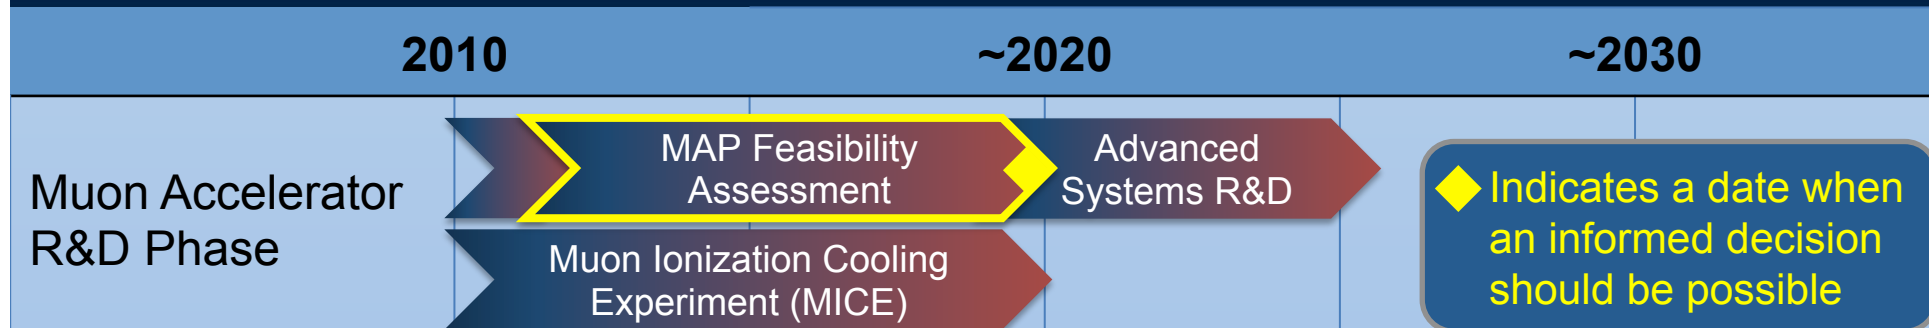 2010
~2020
~2030
Muon Accelerator
R&D Phase
MAP Feasibility
Assessment
Advanced
Systems R&D
Muon Ionization Cooling
Experiment (MICE)
Indicates a date when
an informed decision
should be possible